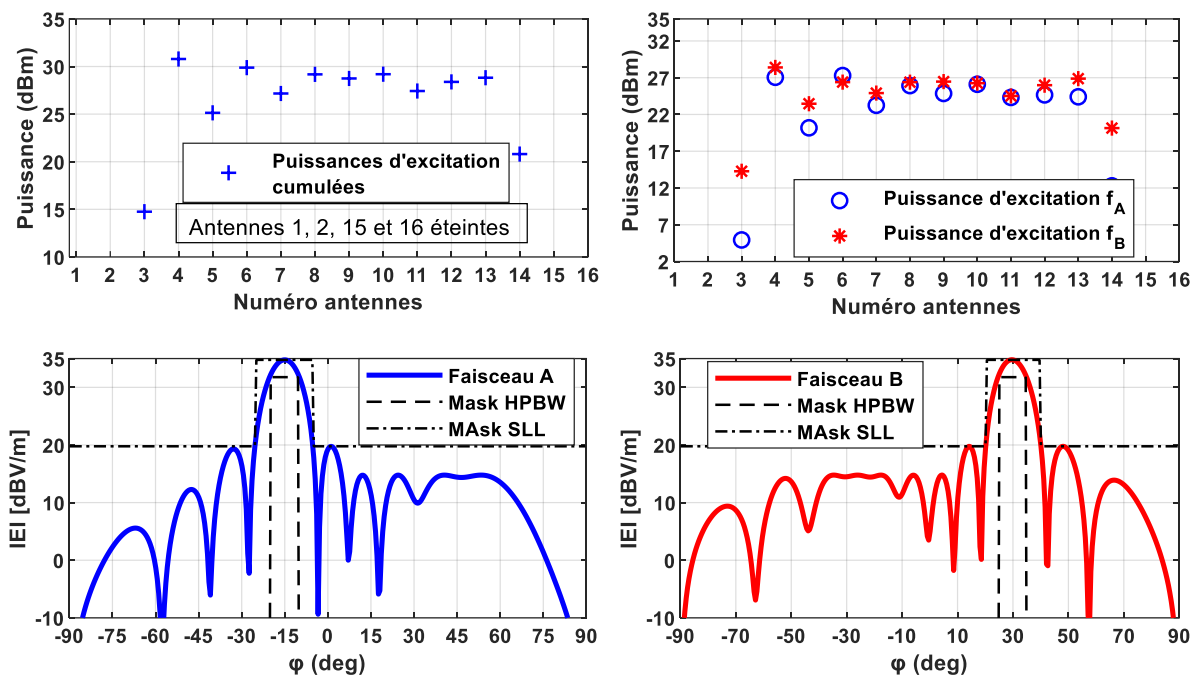 35
30
25
20
15
10
Puissance (dBm)
Puissances d'excitation
cumulées
Antennes 1, 2, 15 et 16 éteintes
1 2 3 4 5 6 7 8 9 10 11 12 13 14 15 16
Numéro antennes
35
32
27
22
17
12
7
2
Puissance (dBm)
Puissance d'excitation fA
Puissance d'excitation fB
1 2 3 4 5 6 7 8 9 10 11 12 13 14 15 16
Numéro antennes
35
30
20
10
0
-10
IEI [dBV/m]
Faisceau A
Mask HPBW
MAsk SLL
-90 -75 -60 -45 -30 -15 0 15 30 45 60 75 90
φ (deg)
35
30
20
10
0
-10
IEI [dBV/m]
Faisceau B
Mask HPBW
MAsk SLL
-90 -70 -50 -30 -10 10 30 50 70 90
φ (deg)